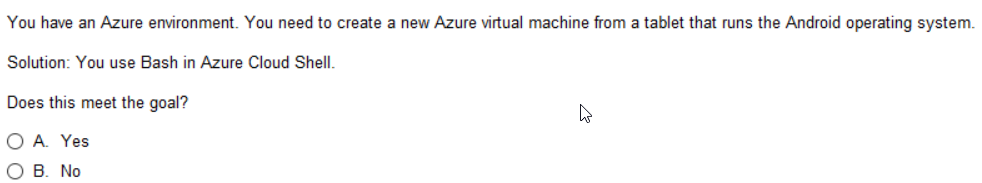 You have an Azure environment. You need to create a new Azure virtual machine from a tablet that runs the Android operating system.
Solution: You use Bash in Azure Cloud Shell.
Does this meet the goal?
A. Yes
B. No